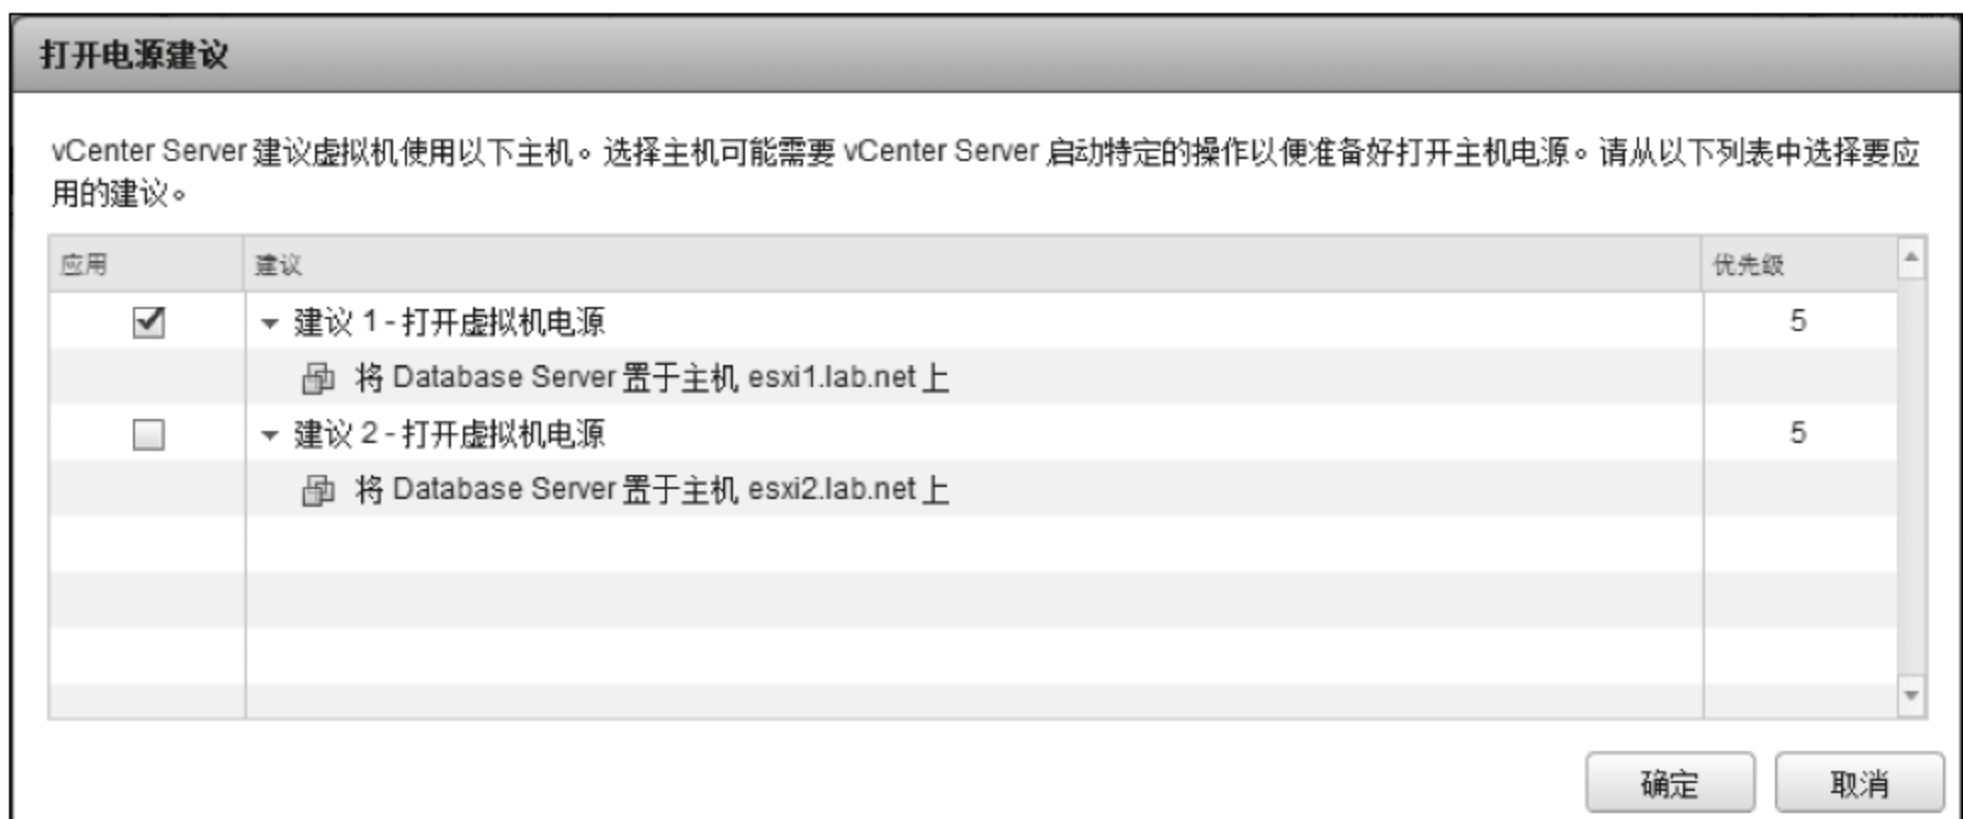 打开电源建议
vCenter Server 建议虚拟机使用以下主机。选择主机可能需要 vCenter Server 启动特定的操作以便准备好打开主机电源。请从以下列表中选择要应
用的建议。
应用 建议 优先级
建议 1 - 打开虚拟机电源 5
将 Database Server 置于主机 esxi1.lab.net 上
建议 2 - 打开虚拟机电源 5
将 Database Server 置于主机 esxi2.lab.net 上
确定 取消